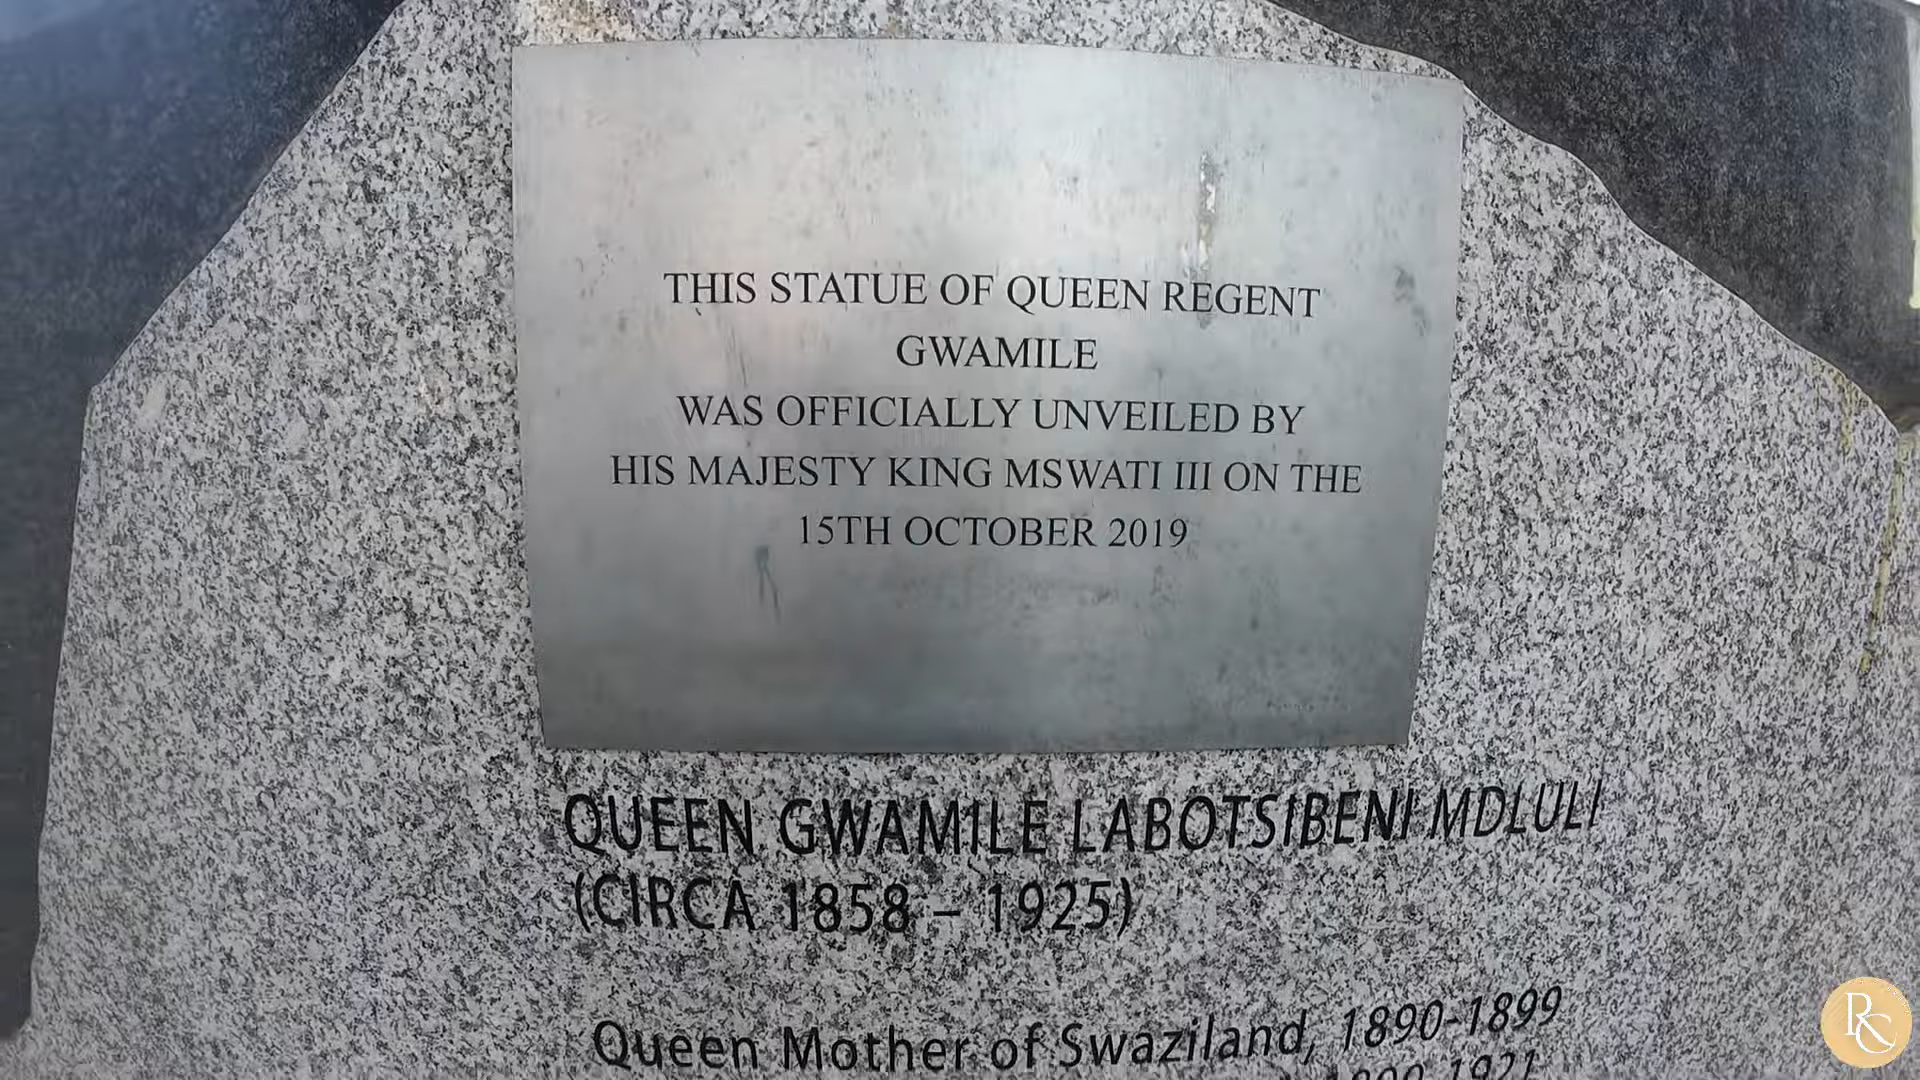 THIS STATUE OF QUEEN REGENT
GWAMILE
WAS OFFICIALLY UNVEILED BY
HIS MAJESTY KING MSWATI III ON THE
15TH OCTOBER 2019
QUEEN GWAMILE LABOTSIBENI MDLULI
(CIRCA 1858 – 1925)
Queen Mother of Swaziland, 1890-1899
RC